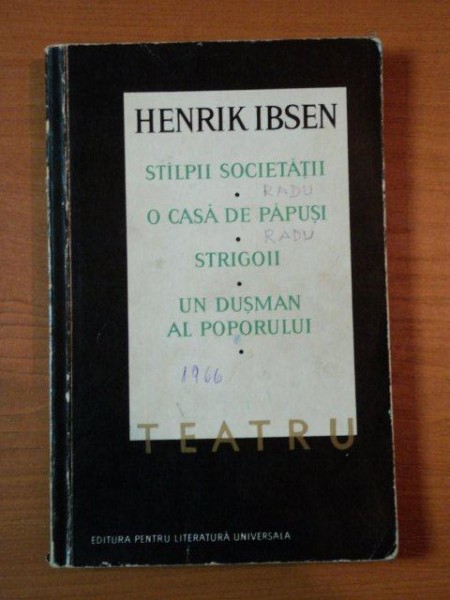 HENRIK IBSEN
STÎLPII SOCIETĂȚII
•
RADU
O CASĂ DE PĂPUȘI
•
RADU
STRIGOII
•
UN DUȘMAN
AL POPORULUI
•
1966
TEATRU
EDITURA PENTRU LITERATURĂ UNIVERSALĂ